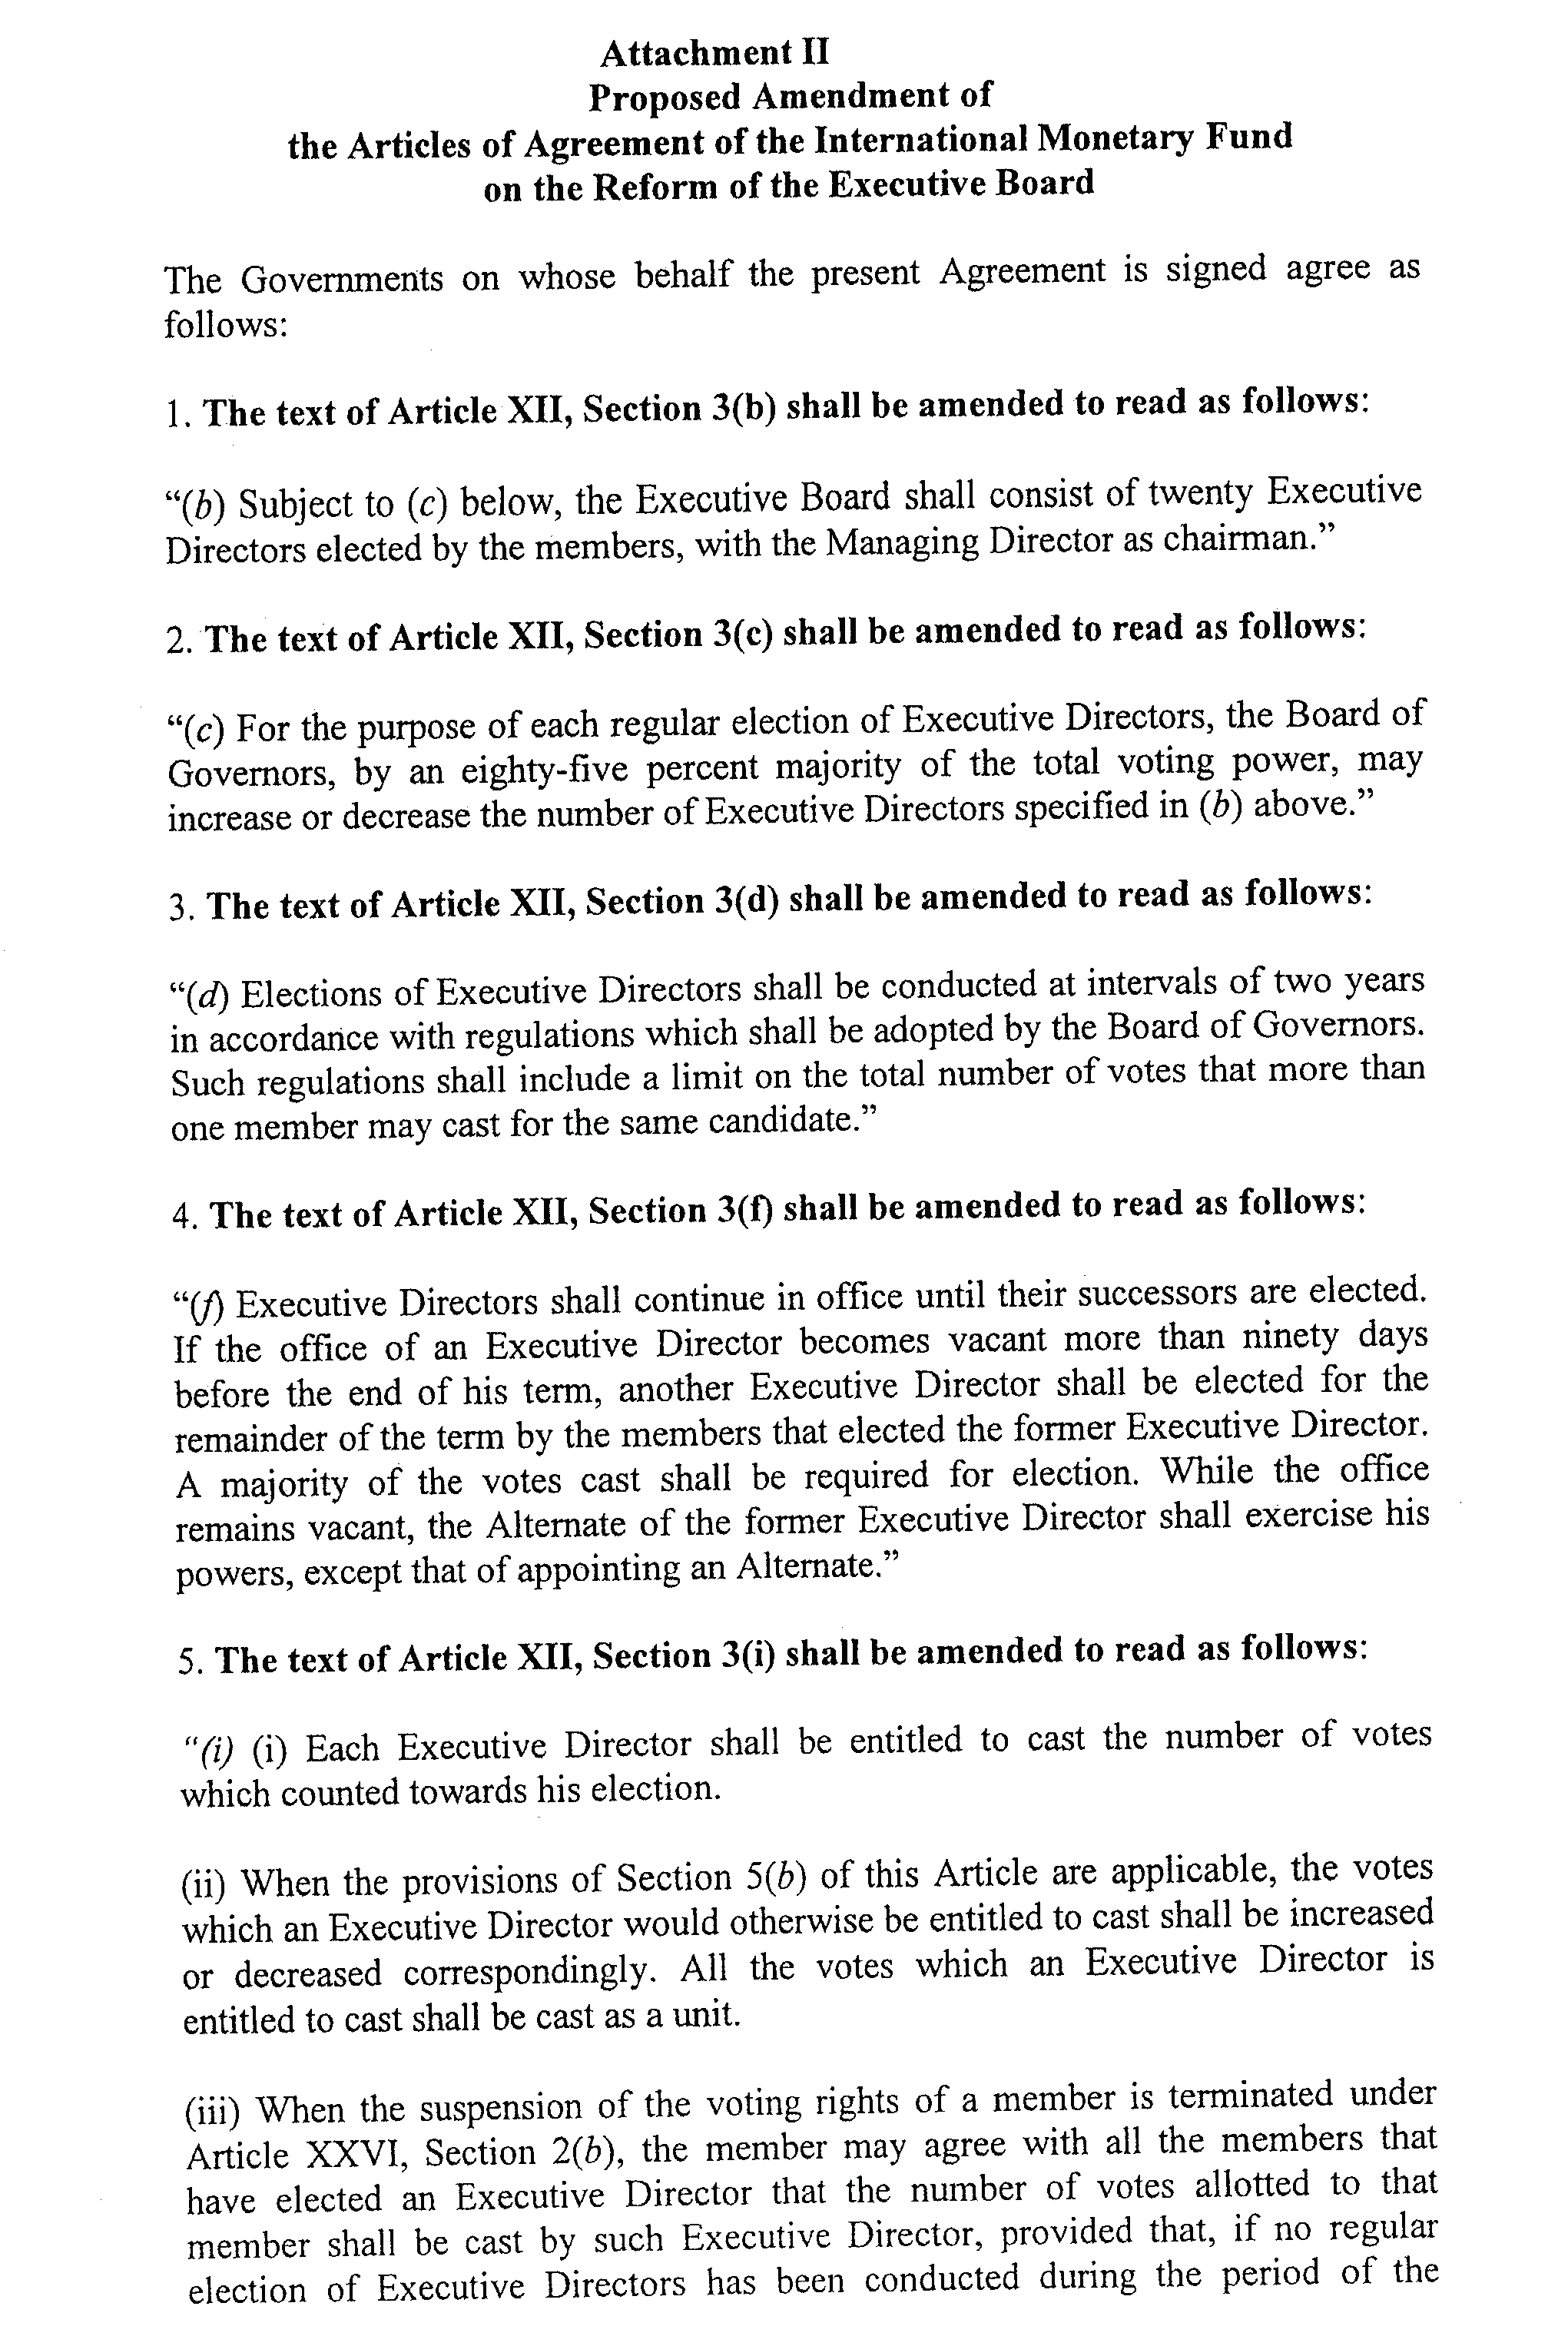 Attachment II
Proposed Amendment of
the Articles of Agreement of the International Monetary Fund
on the Reform of the Executive Board
The Governments on whose behalf the present Agreement is signed agree as
follows:
1. The text of Article XII, Section 3(b) shall be amended to read as follows:
“(b) Subject to (c) below, the Executive Board shall consist of twenty Executive
Directors elected by the members, with the Managing Director as chairman.”
2. The text of Article XII, Section 3(c) shall be amended to read as follows:
“(c) For the purpose of each regular election of Executive Directors, the Board of
Governors, by an eighty-five percent majority of the total voting power, may
increase or decrease the number of Executive Directors specified in (b) above.”
3. The text of Article XII, Section 3(d) shall be amended to read as follows:
“(d) Elections of Executive Directors shall be conducted at intervals of two years
in accordance with regulations which shall be adopted by the Board of Governors.
Such regulations shall include a limit on the total number of votes that more than
one member may cast for the same candidate.”
4. The text of Article XII, Section 3(f) shall be amended to read as follows:
“(f) Executive Directors shall continue in office until their successors are elected.
If the office of an Executive Director becomes vacant more than ninety days
before the end of his term, another Executive Director shall be elected for the
remainder of the term by the members that elected the former Executive Director.
A majority of the votes cast shall be required for election. While the office
remains vacant, the Alternate of the former Executive Director shall exercise his
powers, except that of appointing an Alternate.”
5. The text of Article XII, Section 3(i) shall be amended to read as follows:
“(i) (i) Each Executive Director shall be entitled to cast the number of votes
which counted towards his election.
(ii) When the provisions of Section 5(b) of this Article are applicable, the votes
which an Executive Director would otherwise be entitled to cast shall be increased
or decreased correspondingly. All the votes which an Executive Director is
entitled to cast shall be cast as a unit.
(iii) When the suspension of the voting rights of a member is terminated under
Article XXVI, Section 2(b), the member may agree with all the members that
have elected an Executive Director that the number of votes allotted to that
member shall be cast by such Executive Director, provided that, if no regular
election of Executive Directors has been conducted during the period of the